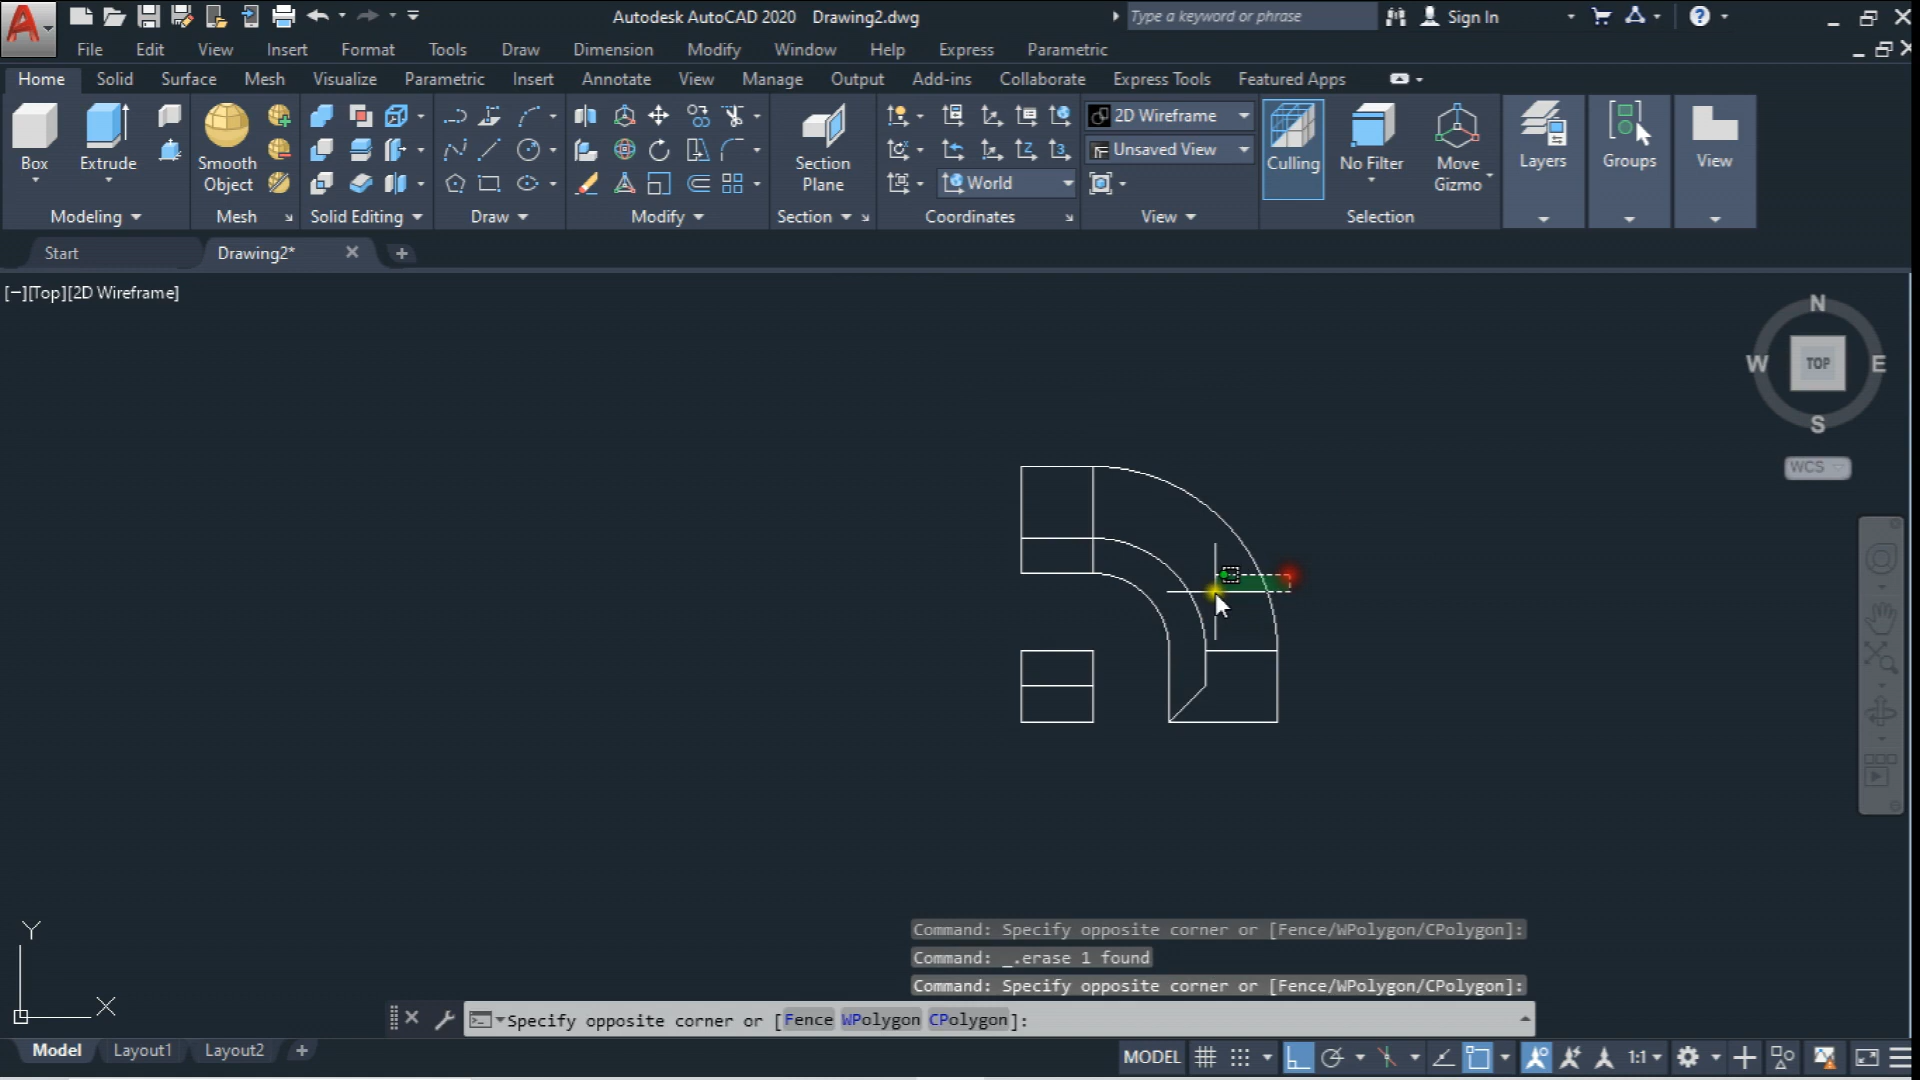 Autodesk AutoCAD 2020 Drawing2.dwg
Type a keyword or phrase
Sign In
File Edit View Insert Format Tools Draw Dimension Modify Window Help Express Parametric
Home Solid Surface Mesh Visualize Parametric Insert Annotate View Manage Output Add-ins Collaborate Express Tools Featured Apps
2D Wireframe
Unsaved View
World
Box Extrude Smooth Object Section Plane Culling No Filter Move Gizmo Layers Groups View
Modeling Mesh Solid Editing Draw Modify Section Coordinates View Selection
Start Drawing2*
[−][Top][2D Wireframe]
N
W TOP E
S
WCS
Y
X
Command: Specify opposite corner or [Fence/WPolygon/CPolygon]:
Command: _.erase 1 found
Command: Specify opposite corner or [Fence/WPolygon/CPolygon]:
Specify opposite corner or [Fence WPolygon CPolygon]:
Model Layout1 Layout2
MODEL 1:1